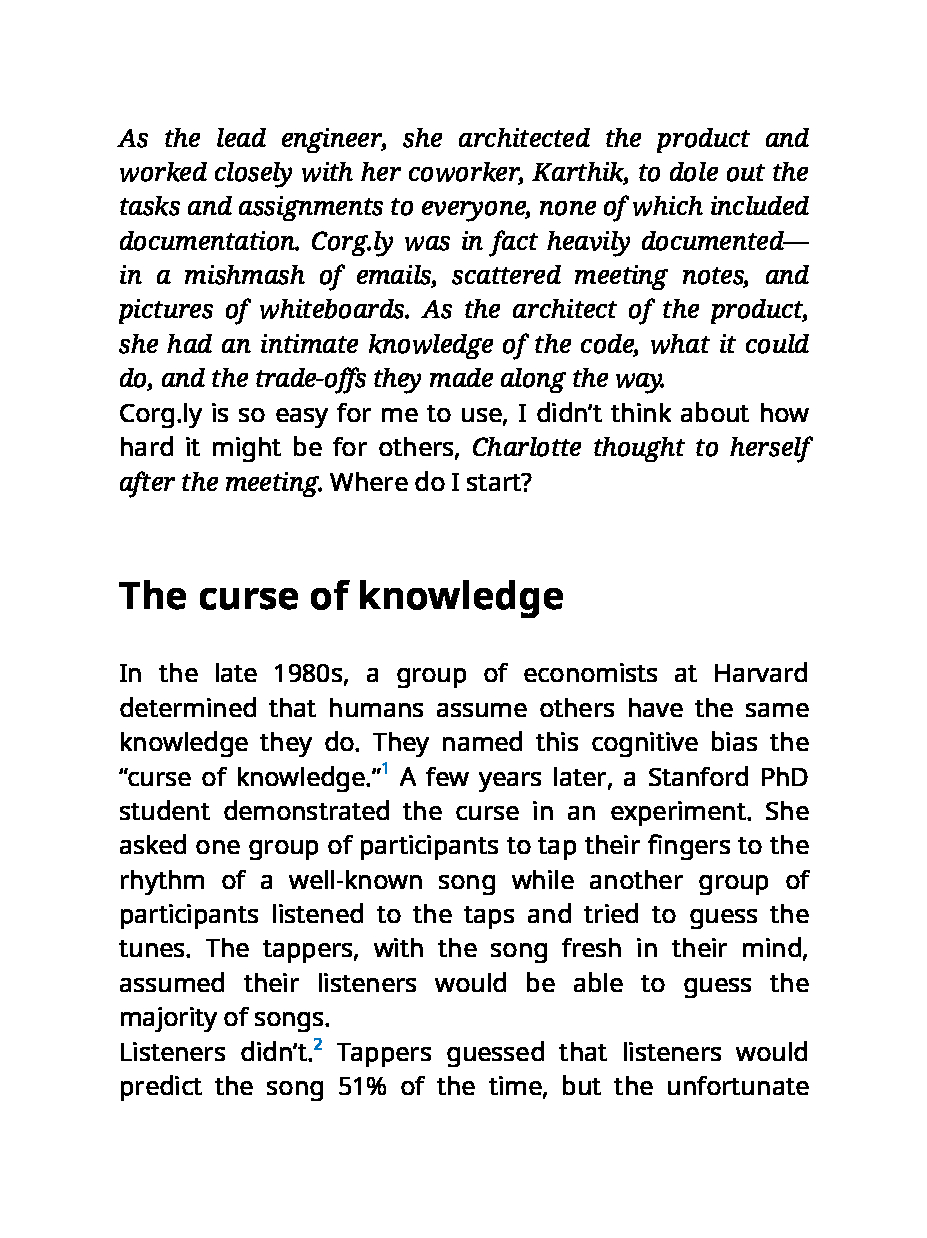 As the lead engineer, she architected the product and
worked closely with her coworker, Karthik, to dole out the
tasks and assignments to everyone, none of which included
documentation. Corg.ly was in fact heavily documented—
in a mishmash of emails, scattered meeting notes, and
pictures of whiteboards. As the architect of the product,
she had an intimate knowledge of the code, what it could
do, and the trade-offs they made along the way.
Corg.ly is so easy for me to use, I didn’t think about how
hard it might be for others, Charlotte thought to herself
after the meeting. Where do I start?
The curse of knowledge
In the late 1980s, a group of economists at Harvard
determined that humans assume others have the same
knowledge they do. They named this cognitive bias the
“curse of knowledge.”1 A few years later, a Stanford PhD
student demonstrated the curse in an experiment. She
asked one group of participants to tap their fingers to the
rhythm of a well-known song while another group of
participants listened to the taps and tried to guess the
tunes. The tappers, with the song fresh in their mind,
assumed their listeners would be able to guess the
majority of songs.
Listeners didn’t.2 Tappers guessed that listeners would
predict the song 51% of the time, but the unfortunate